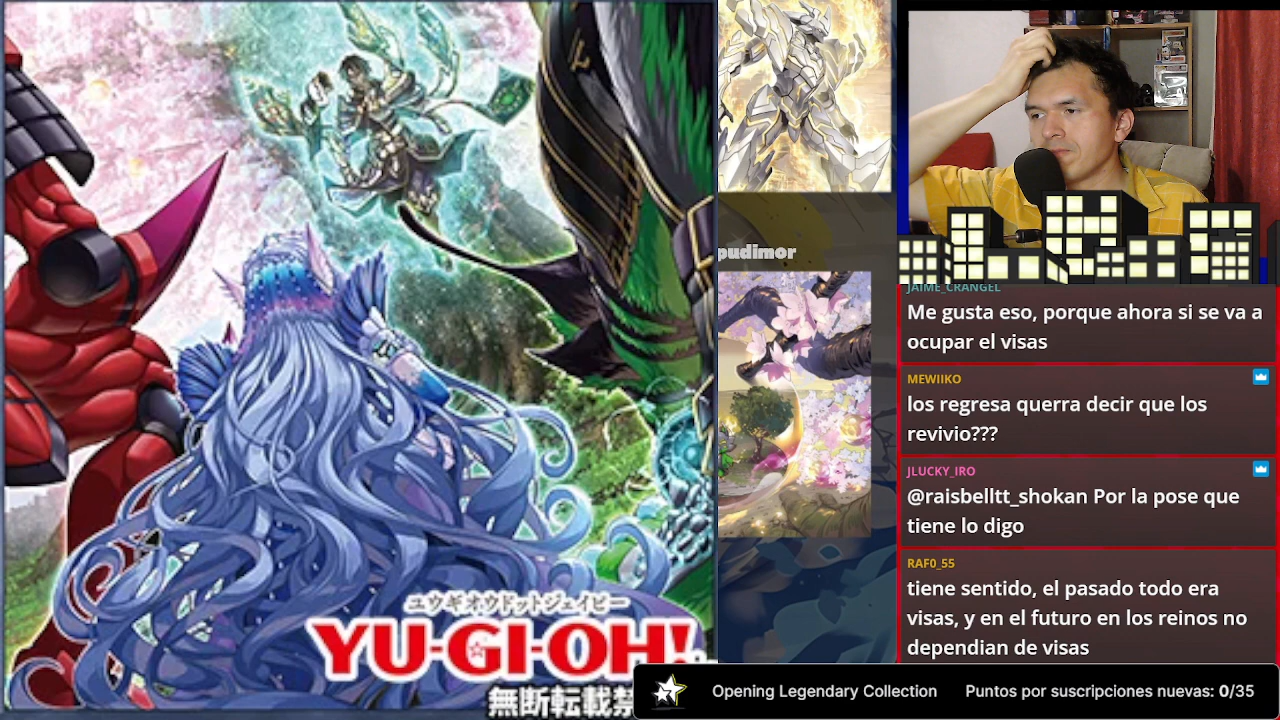 pudimor
JAIME_CRANGEL
Me gusta eso, porque ahora si se va a
ocupar el visas
MEWIIKO
los regresa querra decir que los
revivio???
JLUCKY_IRO
@raisbelltt_shokan Por la pose que
tiene lo digo
RAF0_55
tiene sentido, el pasado todo era
visas, y en el futuro en los reinos no
dependian de visas
ユウギオウドットジェイピー
YU-GI-OH!
無断転載禁
Opening Legendary Collection
Puntos por suscripciones nuevas: 0/35